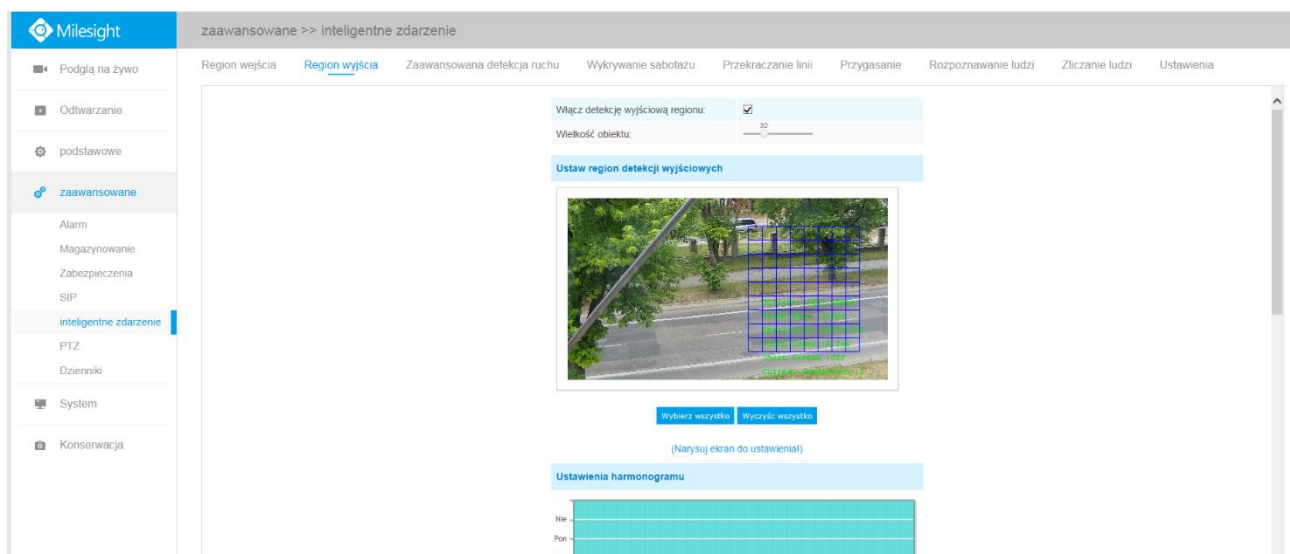 Milesight
zaawansowane >> inteligentne zdarzenie
Podglą na żywo
Odtwarzanie
podstawowe
zaawansowane
Alarm
Magazynowanie
Zabezpieczenia
SIP
inteligentne zdarzenie
PTZ
Dzienniki
System
Konserwacja
Region wejścia Region wyjścia Zaawansowana detekcja ruchu Wykrywanie sabotażu Przekraczanie linii Przygasanie Rozpoznawanie ludzi Zliczanie ludzi Ustawienia
Włącz detekcję wyjściową regionu:
Wielkość obiektu: 30
Ustaw region detekcji wyjściowych
Wybierz wszystko Wyczyśc wszystko
(Narysuj ekran do ustawienia!)
Ustawienia harmonogramu
Nie
Pon